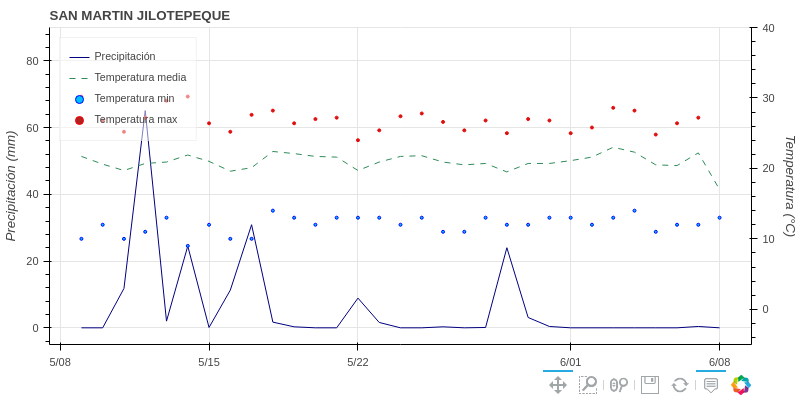 SAN MARTIN JILOTEPEQUE
Precipitación
Temperatura media
Temperatura min
Temperatura max
Precipitación (mm)
80
60
40
20
0
Temperatura (°C)
40
30
20
10
0
5/08
5/15
5/22
6/01
6/08